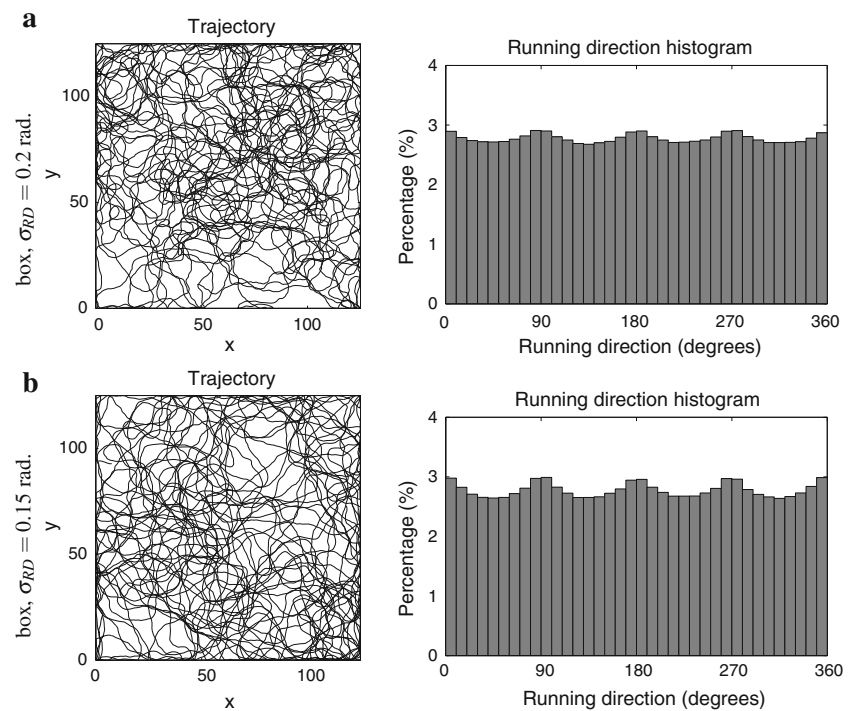 a
Trajectory
box, σRD = 0.2 rad.
y
100
50
0
0 50 100
x
Running direction histogram
Percentage (%)
4
3
2
1
0
0 90 180 270 360
Running direction (degrees)
b
Trajectory
box, σRD = 0.15 rad.
y
100
50
0
0 50 100
x
Running direction histogram
Percentage (%)
4
3
2
1
0
0 90 180 270 360
Running direction (degrees)